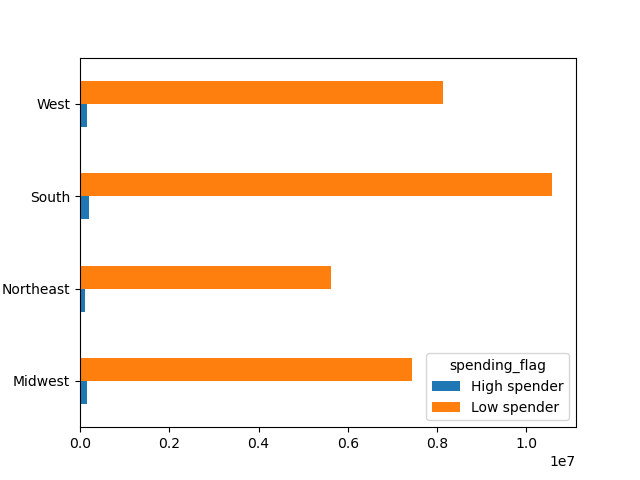 West
South
Northeast
Midwest
spending_flag
High spender
Low spender
0.0 0.2 0.4 0.6 0.8 1.0
1e7